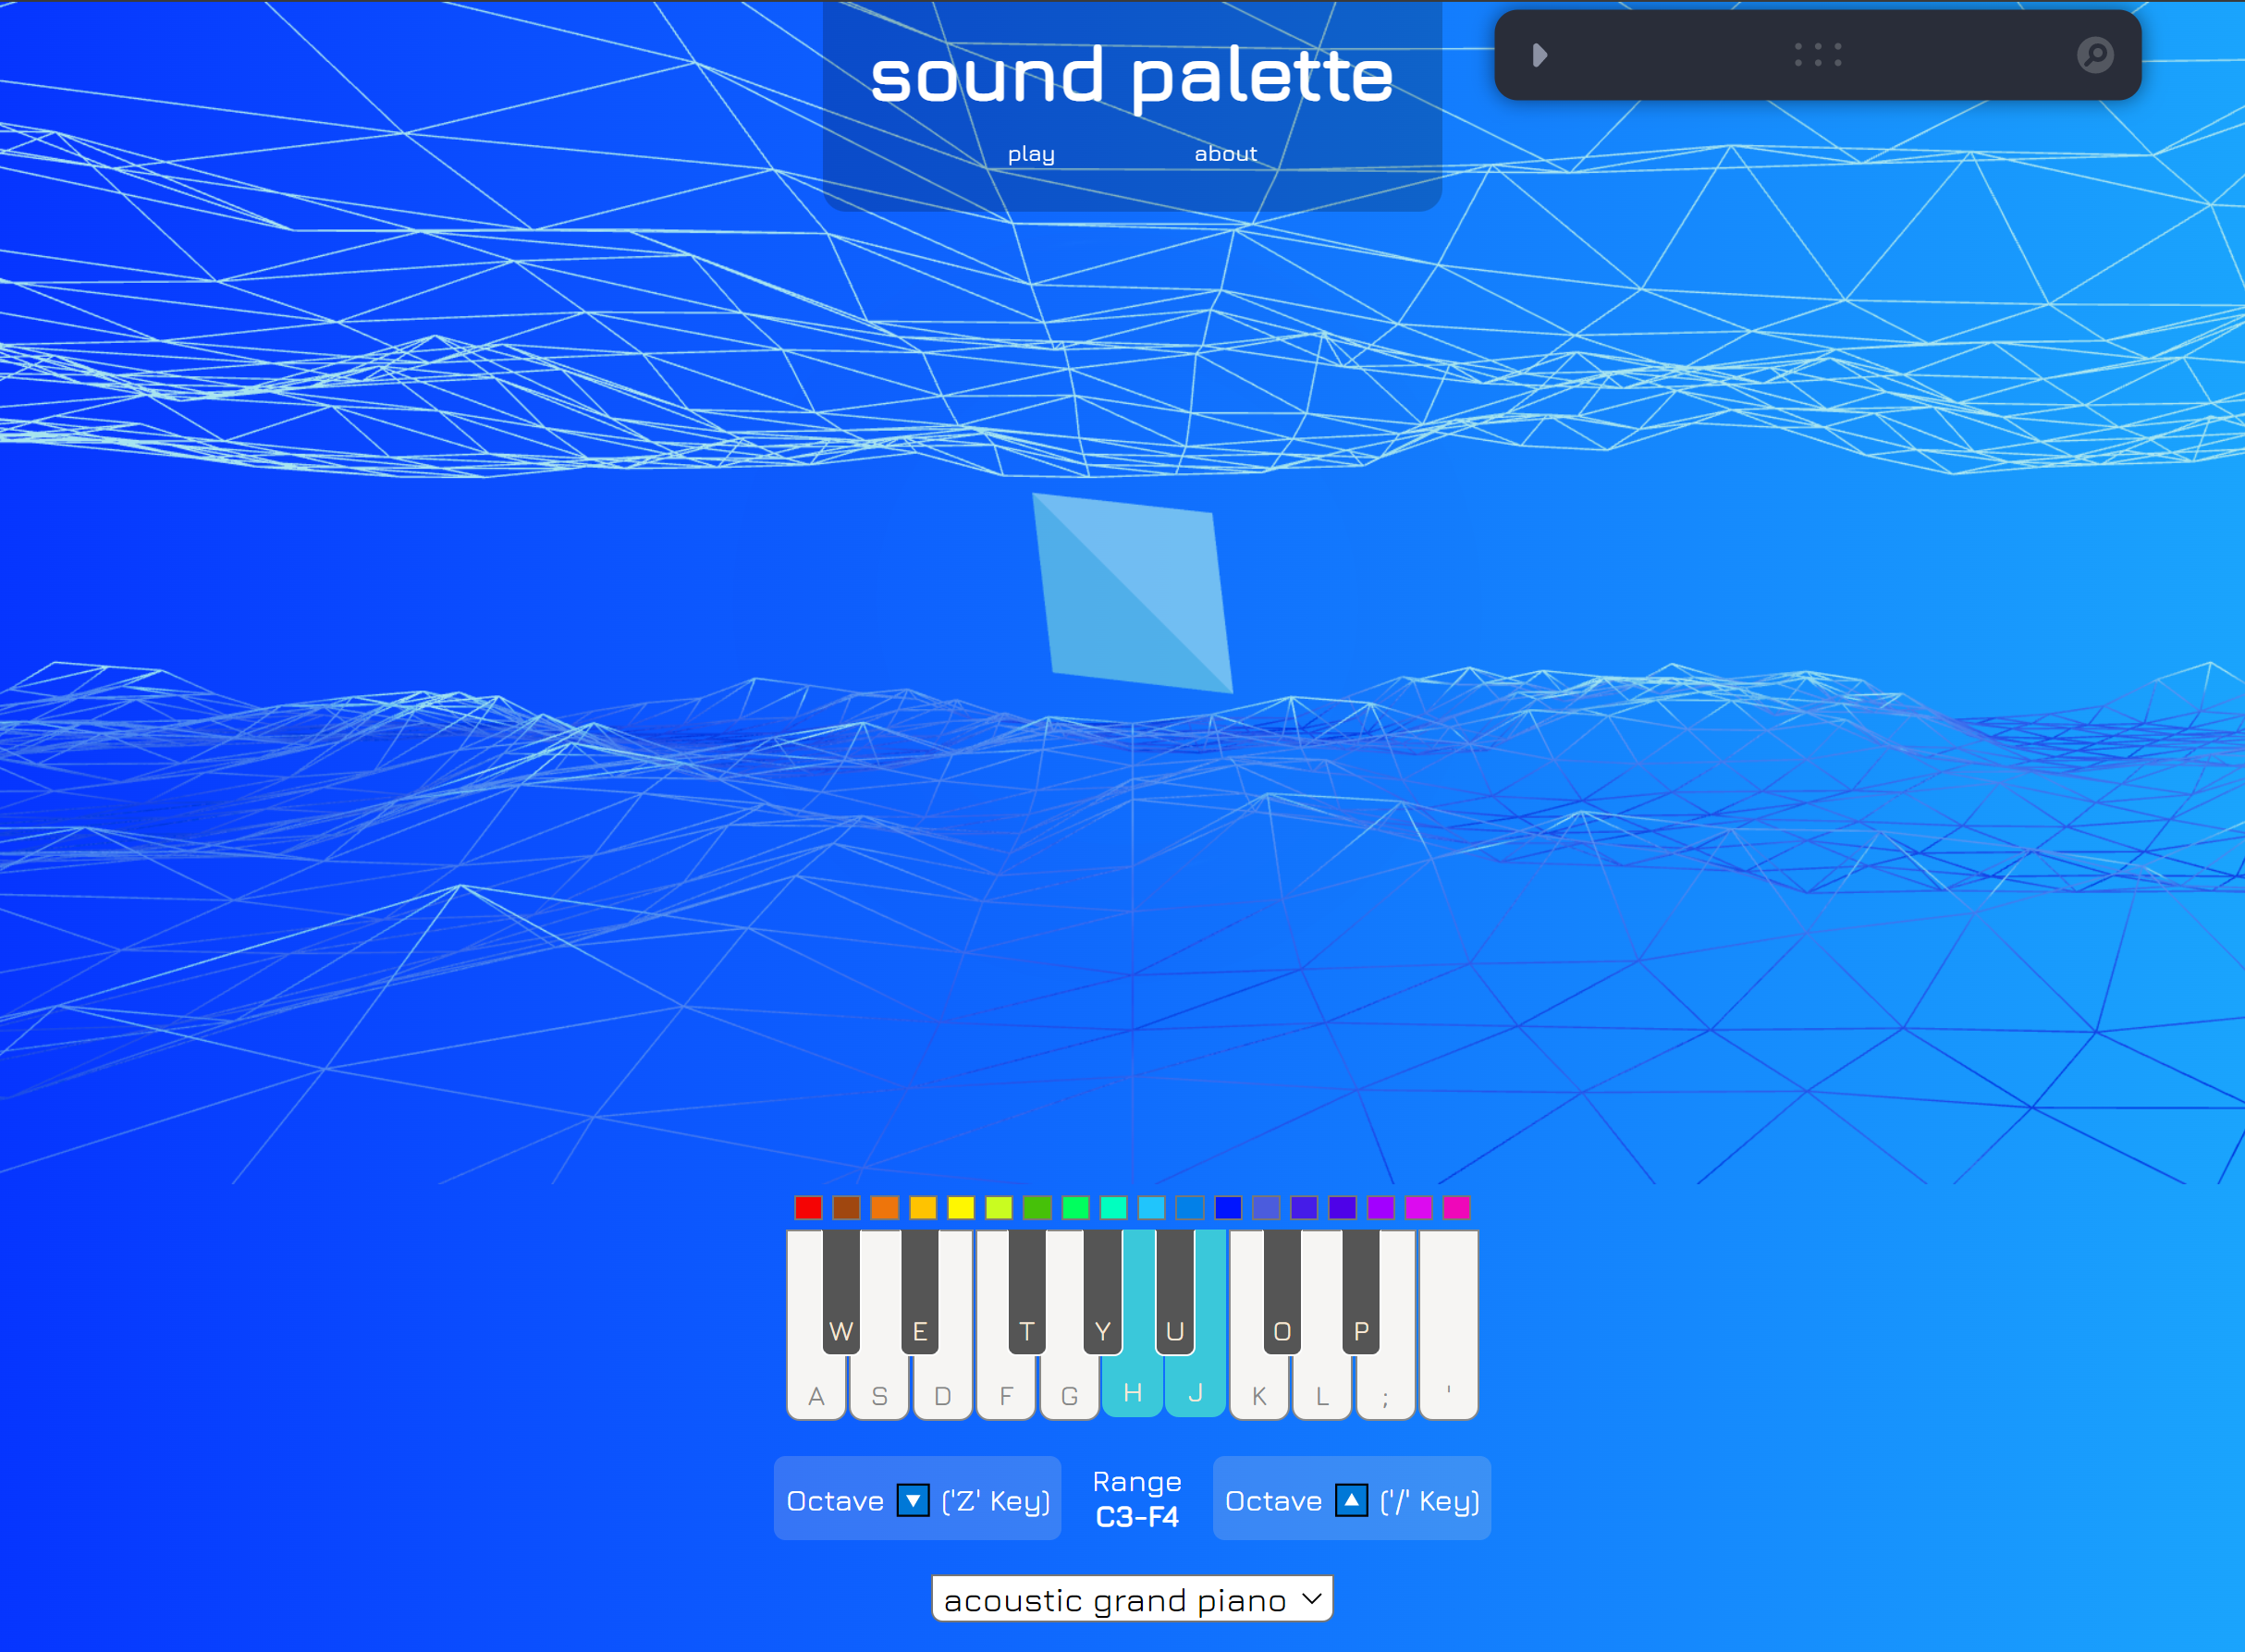 sound palette
play about
W E T Y U O P
A S D F G H J K L ; '
Octave ▼ ('Z' Key)
Range
C3-F4
Octave ▲ ('/' Key)
acoustic grand piano